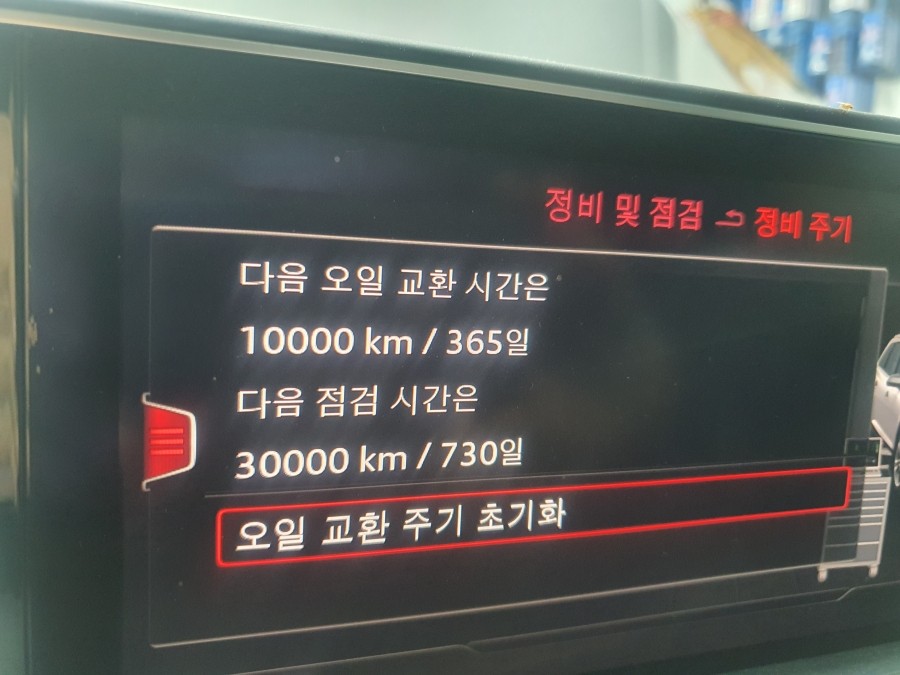 정비 및 점검 ⮌ 정비 주기
다음 오일 교환 시간은
10000 km / 365일
다음 점검 시간은
30000 km / 730일
오일 교환 주기 초기화